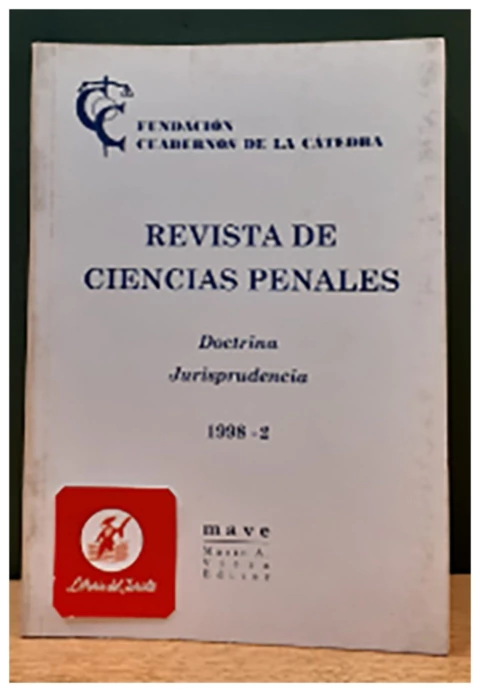 FUNDACIÓN
CUADERNOS DE LA CÁTEDRA
REVISTA DE
CIENCIAS PENALES
Doctrina
Jurisprudencia
1998 - 2
mave
Mario A.
Viera
Editor